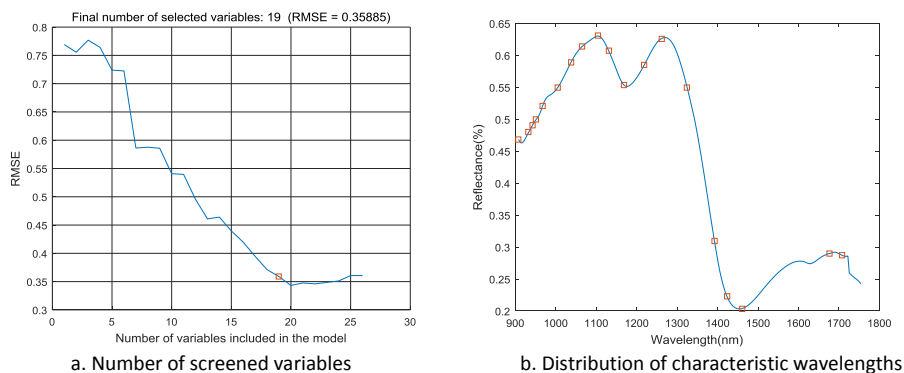 Final number of selected variables: 19 (RMSE = 0.35885)
0.8
0.75
0.7
0.65
0.6
0.55
0.5
0.45
0.4
0.35
0.3
RMSE
0 5 10 15 20 25 30
Number of variables included in the model
a. Number of screened variables
0.65
0.6
0.55
0.5
0.45
0.4
0.35
0.3
0.25
0.2
Reflectance(%)
900 1000 1100 1200 1300 1400 1500 1600 1700 1800
Wavelength(nm)
b. Distribution of characteristic wavelengths